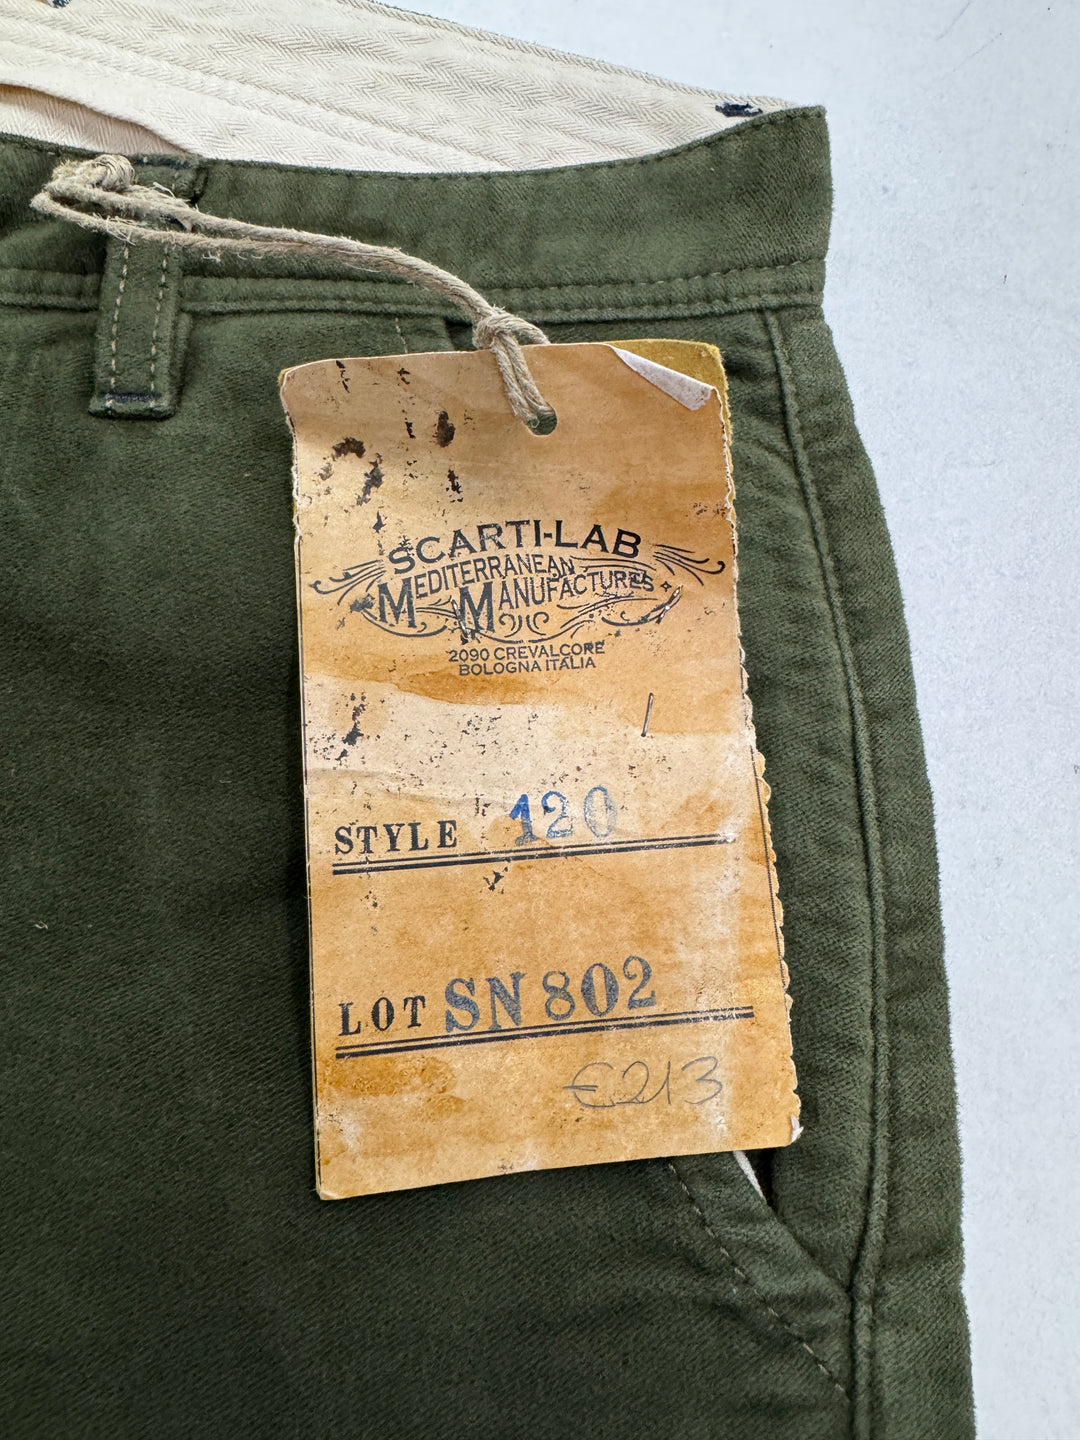 SCARTI-LAB
MEDITERRANEAN
MANUFACTURES
2090 CREVALCORE
BOLOGNA ITALIA
STYLE 120
LOT SN 802
€213